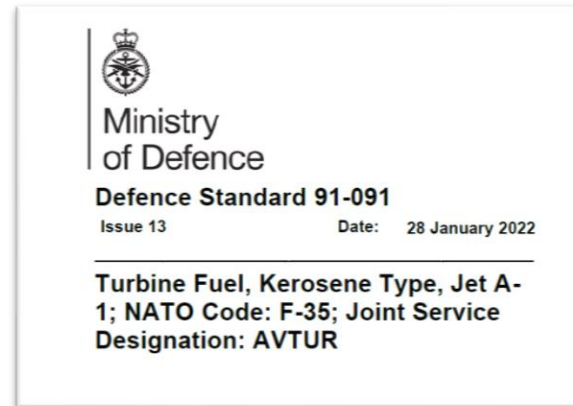 Ministry
of Defence
Defence Standard 91-091
Issue 13 Date: 28 January 2022
Turbine Fuel, Kerosene Type, Jet A-
1; NATO Code: F-35; Joint Service
Designation: AVTUR